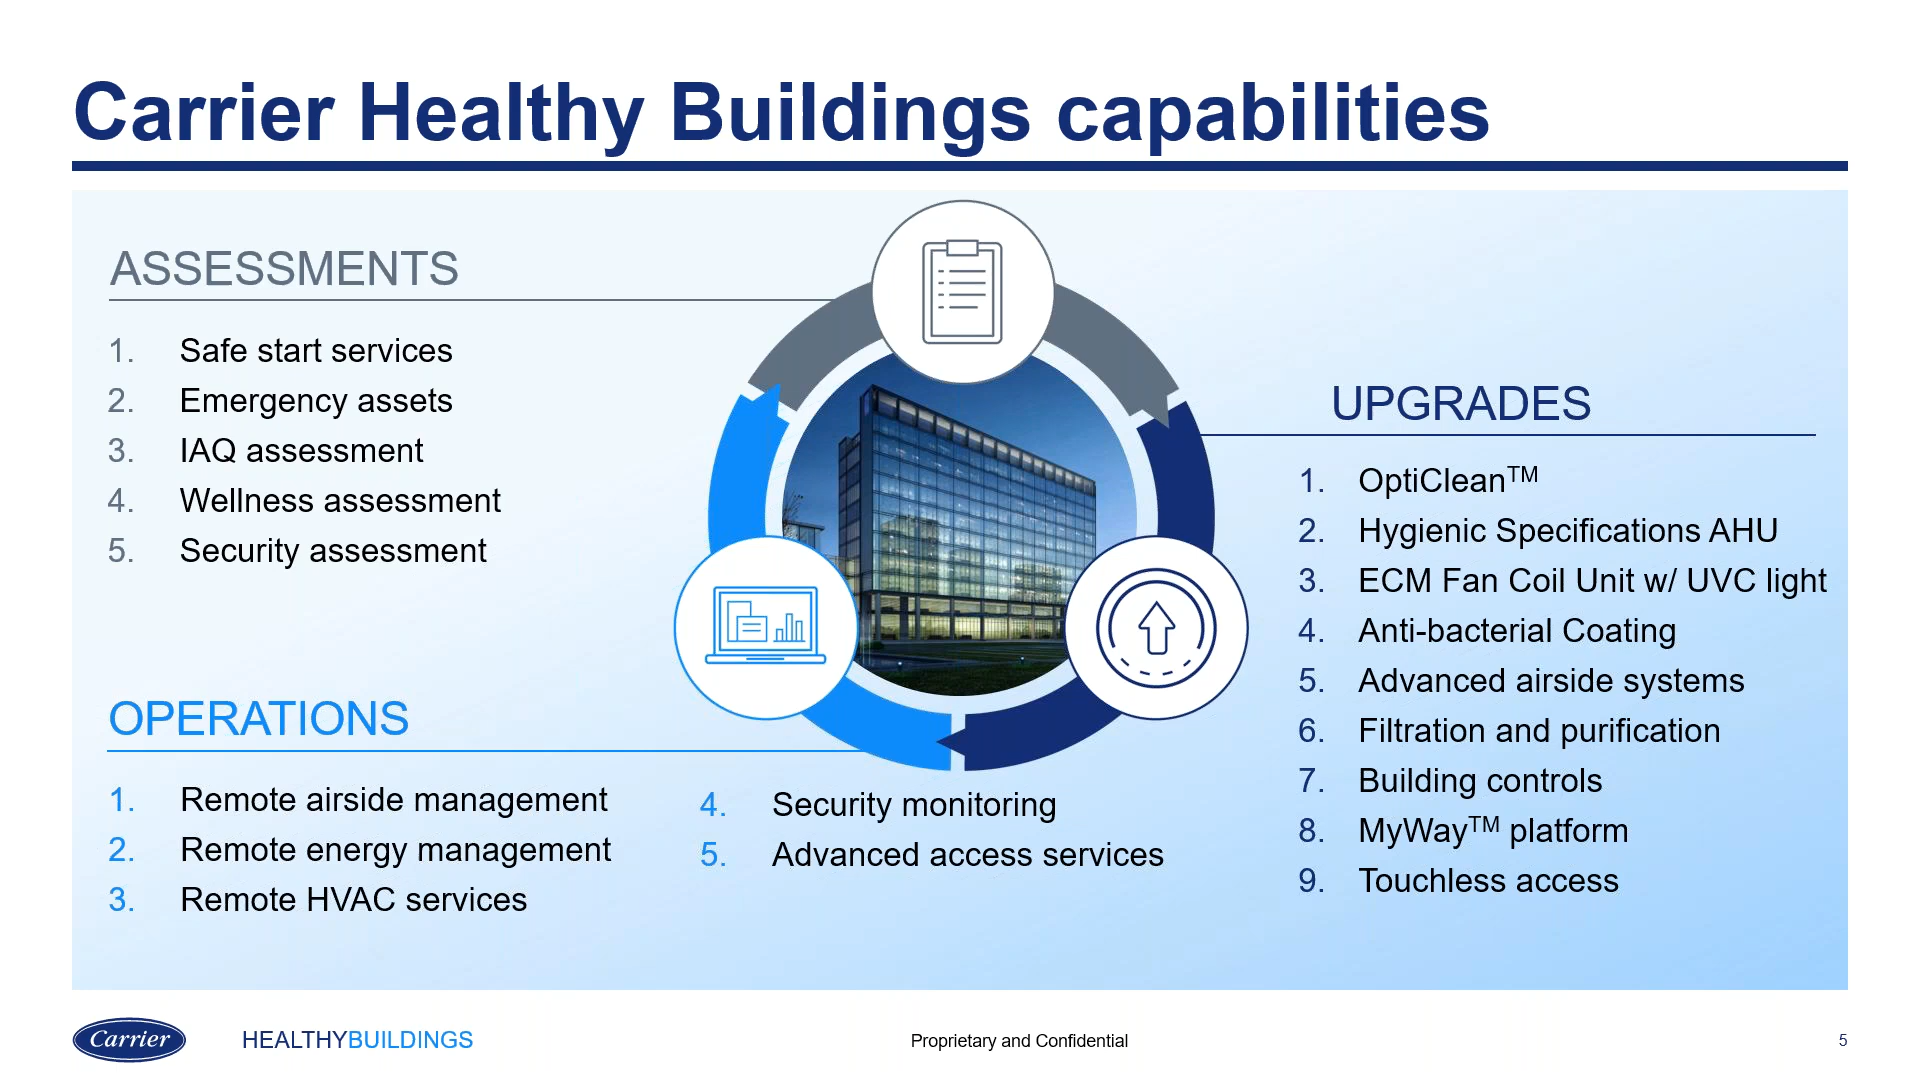 Carrier Healthy Buildings capabilities
ASSESSMENTS
1. Safe start services
2. Emergency assets
3. IAQ assessment
4. Wellness assessment
5. Security assessment
UPGRADES
1. OptiClean™
2. Hygienic Specifications AHU
3. ECM Fan Coil Unit w/ UVC light
4. Anti-bacterial Coating
5. Advanced airside systems
6. Filtration and purification
7. Building controls
8. MyWay™ platform
9. Touchless access
OPERATIONS
1. Remote airside management
2. Remote energy management
3. Remote HVAC services
4. Security monitoring
5. Advanced access services
Carrier
HEALTHYBUILDINGS
Proprietary and Confidential
5